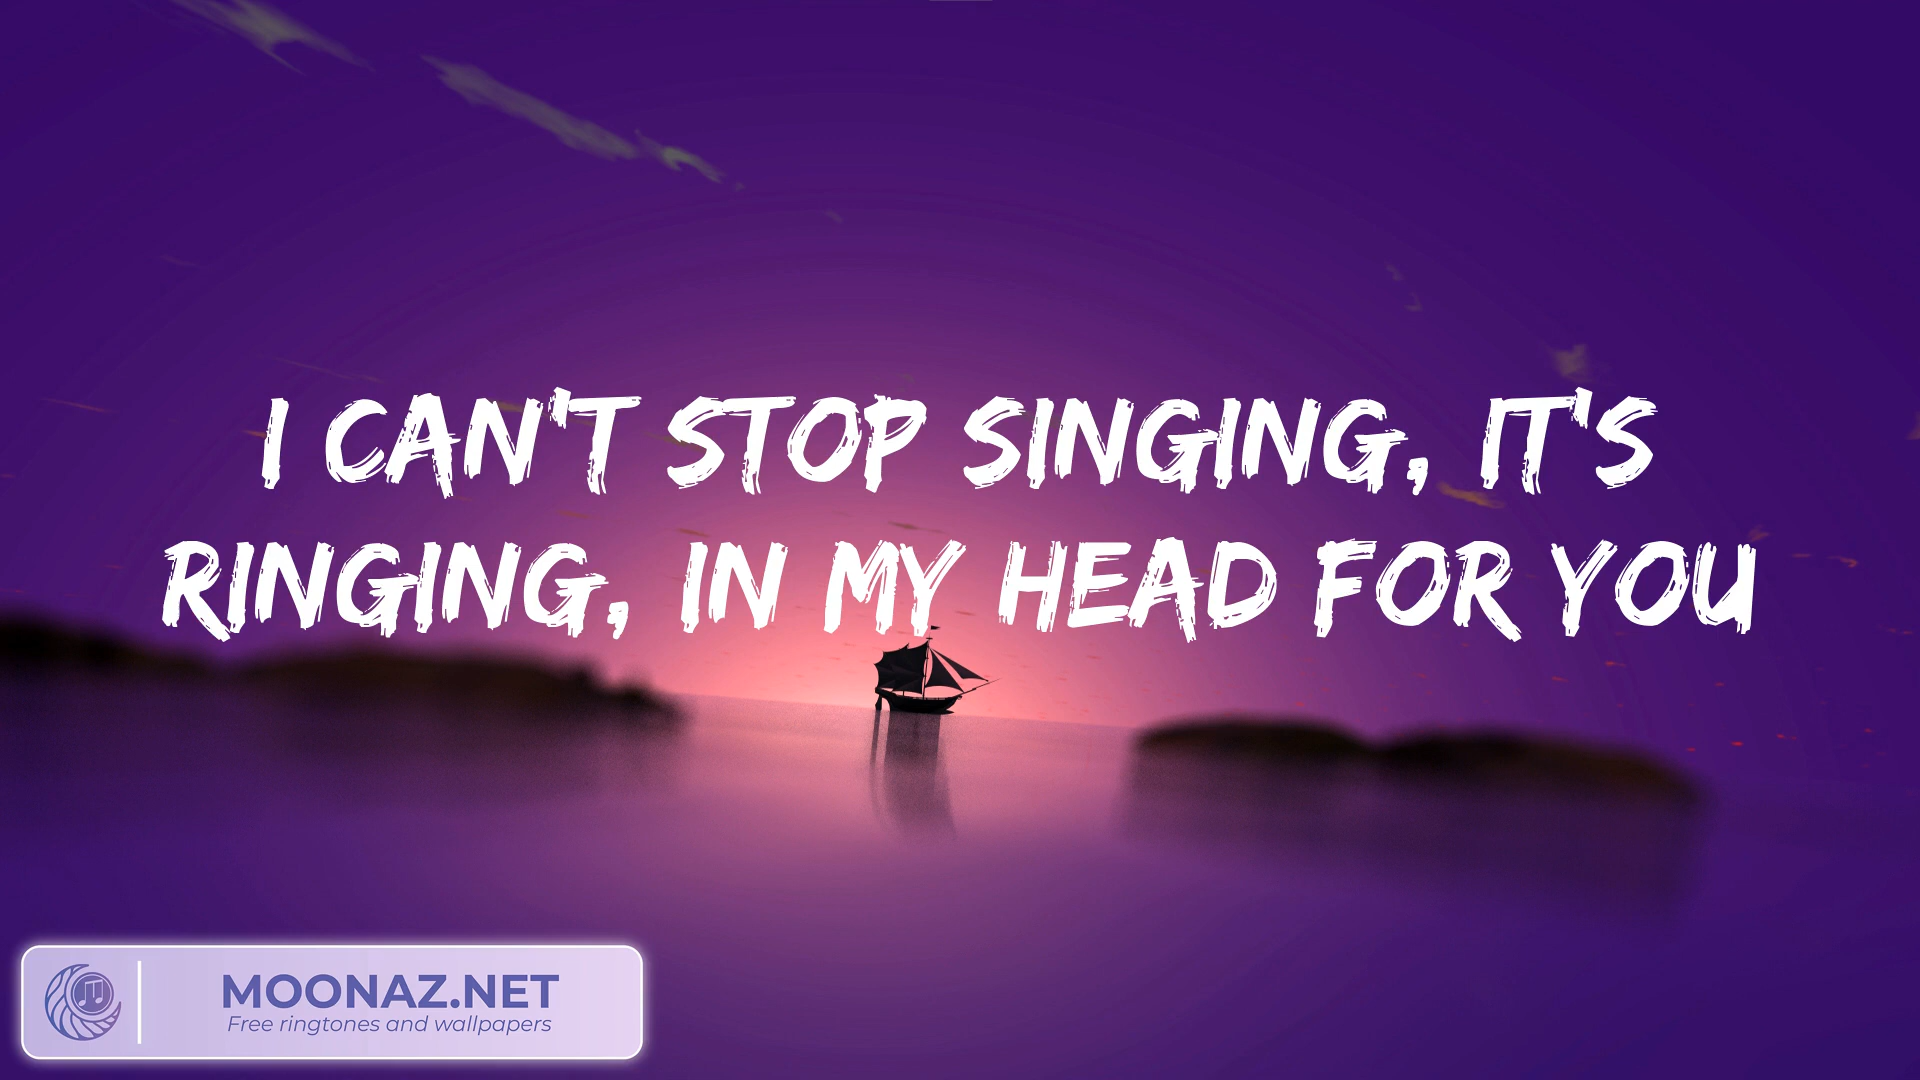 I CAN'T STOP SINGING, IT'S
RINGING, IN MY HEAD FOR YOU
MOONAZ.NET
Free ringtones and wallpapers